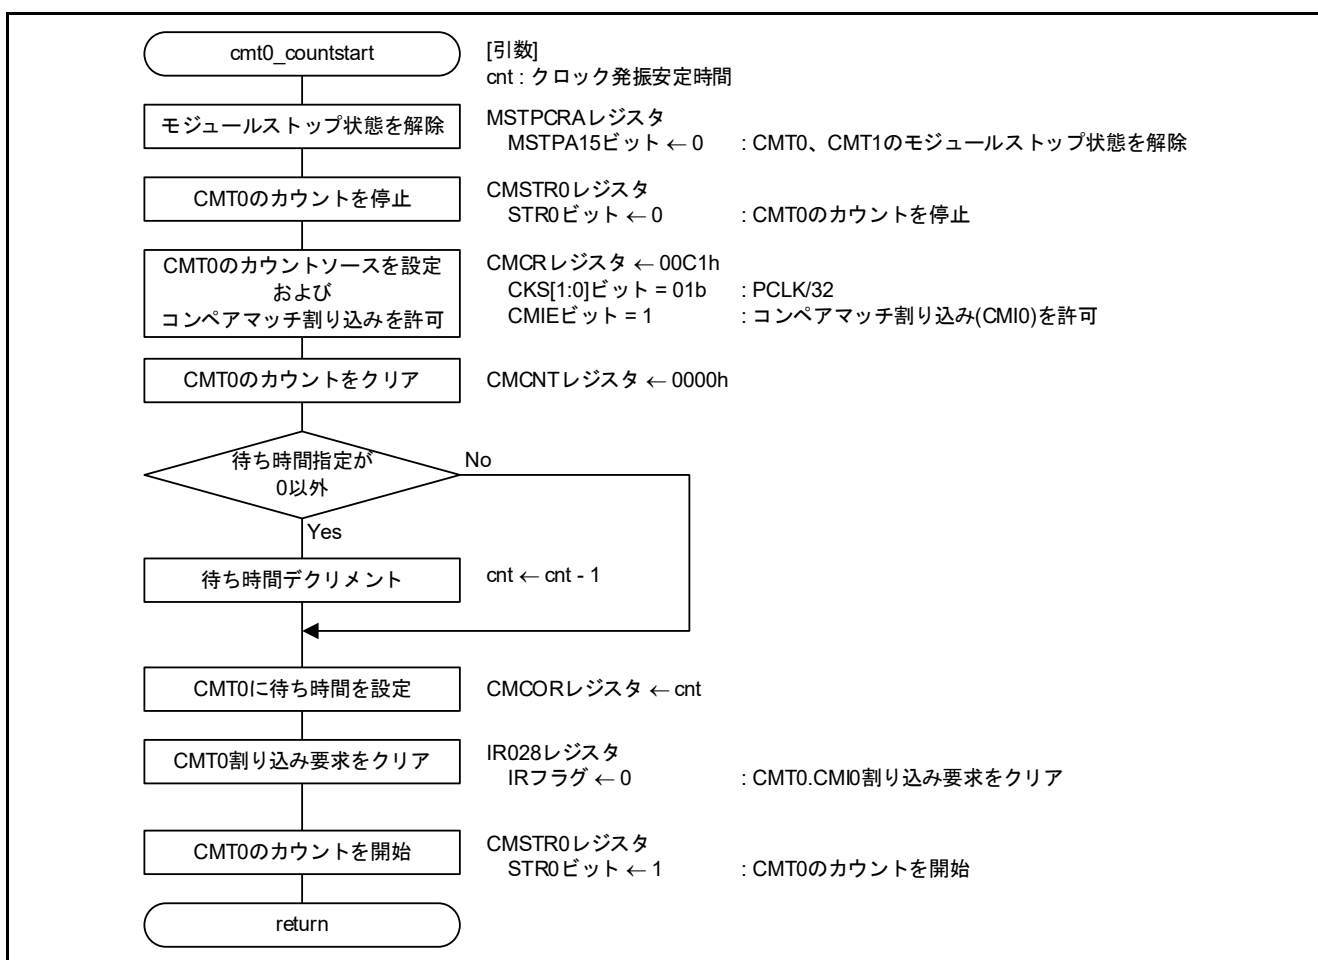 cmt0_countstart
[引数]
cnt : クロック発振安定時間
モジュールストップ状態を解除
MSTPCRAレジスタ
MSTPA15ビット ← 0 : CMT0、CMT1のモジュールストップ状態を解除
CMT0のカウントを停止
CMSTR0レジスタ
STR0ビット ← 0 : CMT0のカウントを停止
CMT0のカウントソースを設定
および
コンペアマッチ割り込みを許可
CMCRレジスタ ← 00C1h
CKS[1:0]ビット = 01b : PCLK/32
CMIEビット = 1 : コンペアマッチ割り込み(CMI0)を許可
CMT0のカウントをクリア
CMCNTレジスタ ← 0000h
待ち時間指定が
0以外
No
Yes
待ち時間デクリメント
cnt ← cnt - 1
CMT0に待ち時間を設定
CMCORレジスタ ← cnt
CMT0割り込み要求をクリア
IR028レジスタ
IRフラグ ← 0 : CMT0.CMI0割り込み要求をクリア
CMT0のカウントを開始
CMSTR0レジスタ
STR0ビット ← 1 : CMT0のカウントを開始
return